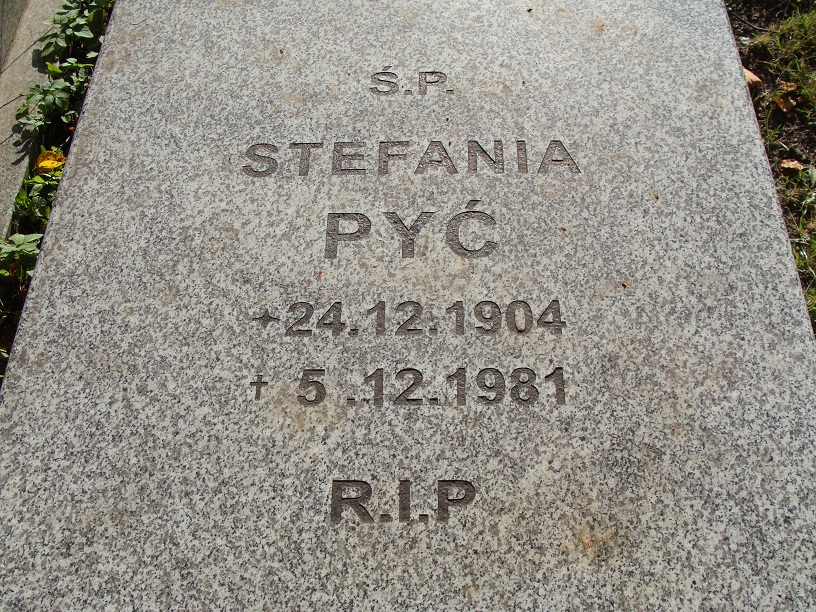 Ś.P.
STEFANIA
PYĆ
✦24.12.1904
† 5.12.1981
R.I.P